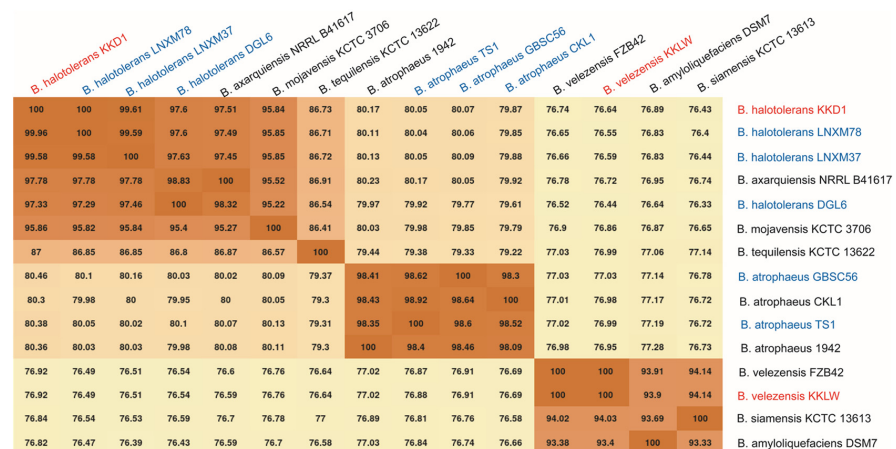 B. halotolerans KKD1
B. halotolerans LNXM78
B. halotolerans LNXM37
B. halotolerans DGL6
B. axarquiensis NRRL B41617
B. mojavensis KCTC 3706
B. tequilensis KCTC 13622
B. atrophaeus 1942
B. atrophaeus TS1
B. atrophaeus GBSC56
B. atrophaeus CKL1
B. velezensis FZB42
B. velezensis KKLW
B. amyloliquefaciens DSM7
B. siamensis KCTC 13613
100 100 99.61 97.6 97.51 95.84 86.73 80.17 80.05 80.07 79.87 76.74 76.64 76.89 76.43 B. halotolerans KKD1
99.96 100 99.59 97.6 97.49 95.85 86.71 80.11 80.04 80.06 79.85 76.65 76.55 76.83 76.4 B. halotolerans LNXM78
99.58 99.58 100 97.63 97.45 95.85 86.72 80.13 80.05 80.09 79.88 76.66 76.59 76.83 76.44 B. halotolerans LNXM37
97.78 97.78 97.78 98.83 100 95.52 86.91 80.23 80.17 80.05 79.92 76.78 76.72 76.95 76.74 B. axarquiensis NRRL B41617
97.33 97.29 97.46 100 98.32 95.22 86.54 79.97 79.92 79.77 79.61 76.52 76.44 76.64 76.33 B. halotolerans DGL6
95.86 95.82 95.84 95.4 95.27 100 86.41 80.03 79.98 79.85 79.79 76.9 76.86 76.87 76.65 B. mojavensis KCTC 3706
87 86.85 86.85 86.8 86.87 86.57 100 79.44 79.38 79.33 79.22 77.03 76.99 77.06 77.14 B. tequilensis KCTC 13622
80.46 80.1 80.16 80.03 80.02 80.09 79.37 98.41 98.62 100 98.3 77.03 77.03 77.14 76.78 B. atrophaeus GBSC56
80.3 79.98 80 79.95 80 80.05 79.3 98.43 98.92 98.64 100 77.01 76.98 77.17 76.72 B. atrophaeus CKL1
80.38 80.05 80.02 80.1 80.07 80.13 79.31 98.35 100 98.6 98.52 77.02 76.99 77.19 76.72 B. atrophaeus TS1
80.36 80.03 80.03 79.98 80.08 80.11 79.3 100 98.4 98.46 98.09 76.98 76.95 77.28 76.73 B. atrophaeus 1942
76.92 76.49 76.51 76.54 76.6 76.76 76.64 77.02 76.87 76.91 76.69 100 100 93.91 94.14 B. velezensis FZB42
76.92 76.49 76.51 76.54 76.59 76.76 76.64 77.02 76.88 76.91 76.69 100 100 93.9 94.14 B. velezensis KKLW
76.84 76.54 76.53 76.59 76.7 76.78 77 76.89 76.81 76.76 76.58 94.02 94.03 93.69 100 B. siamensis KCTC 13613
76.82 76.47 76.39 76.43 76.59 76.7 76.58 77.03 76.84 76.74 76.66 93.38 93.4 100 93.33 B. amyloliquefaciens DSM7